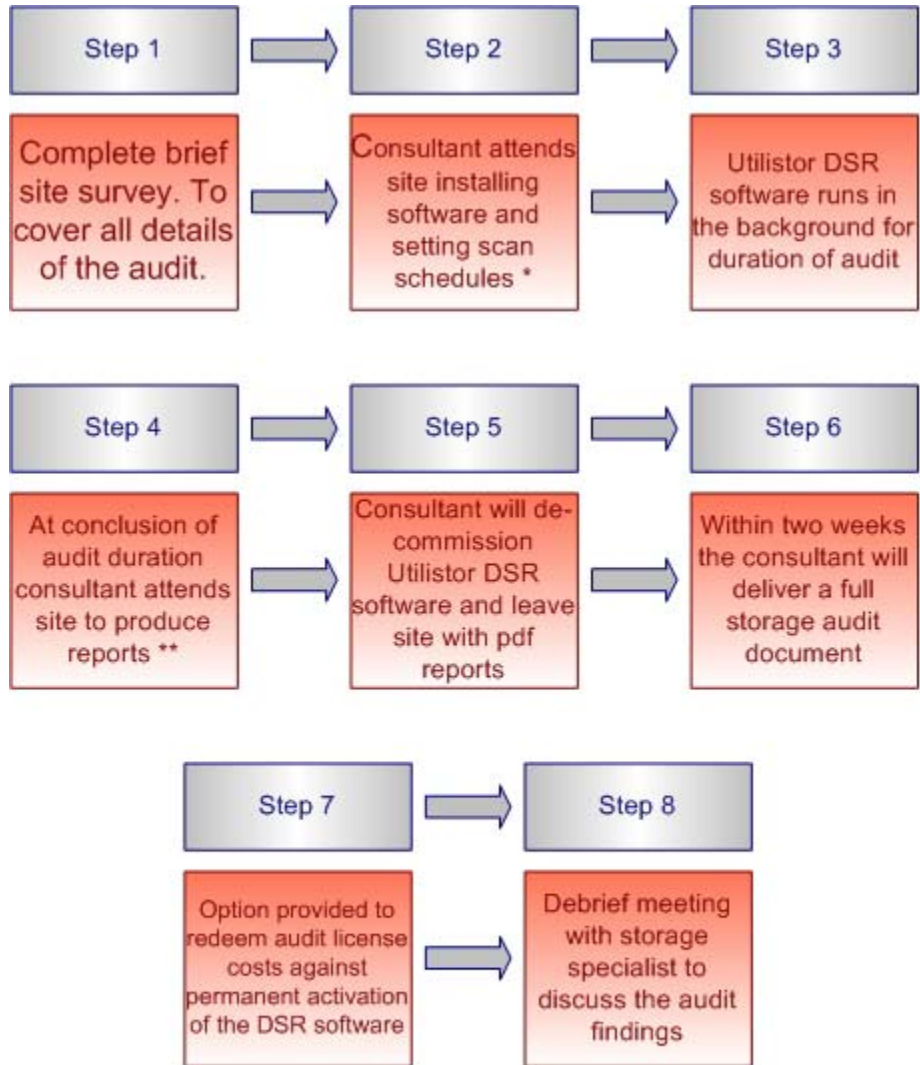 Step 1
Step 2
Step 3
Complete brief
site survey. To
cover all details
of the audit.
Consultant attends
site installing
software and
setting scan
schedules *
Utilistor DSR
software runs in
the background for
duration of audit
Step 4
Step 5
Step 6
At conclusion of
audit duration
consultant attends
site to produce
reports **
Consultant will de-
commission
Utilistor DSR
software and leave
site with pdf
reports
Within two weeks
the consultant will
deliver a full
storage audit
document
Step 7
Step 8
Option provided to
redeem audit license
costs against
permanent activation
of the DSR software
Debrief meeting
with storage
specialist to
discuss the audit
findings